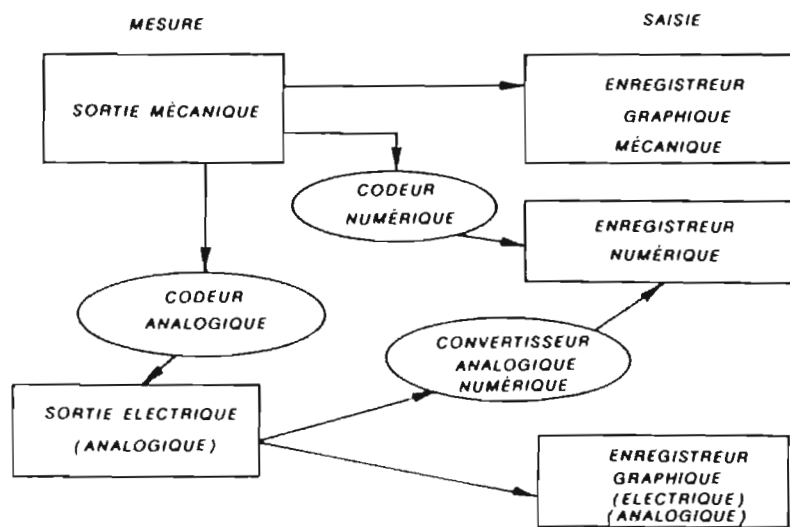 MESURE
SAISIE
SORTIE MÉCANIQUE
ENREGISTREUR
GRAPHIQUE
MÉCANIQUE
CODEUR
NUMÉRIQUE
ENREGISTREUR
NUMÉRIQUE
CODEUR
ANALOGIQUE
CONVERTISSEUR
ANALOGIQUE
NUMÉRIQUE
SORTIE ELECTRIQUE
(ANALOGIQUE)
ENREGISTREUR
GRAPHIQUE
(ELECTRIQUE)
(ANALOGIQUE)